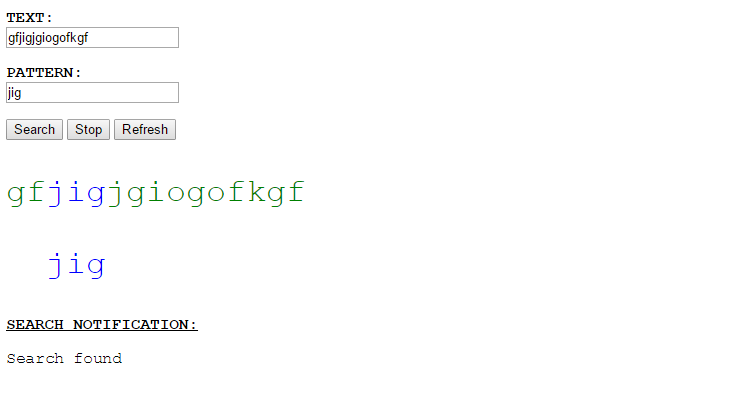 TEXT:
gfjigjgiogofkgf
PATTERN:
jig
Search Stop Refresh
gfjigjgiogofkgf
jig
SEARCH NOTIFICATION:
Search found